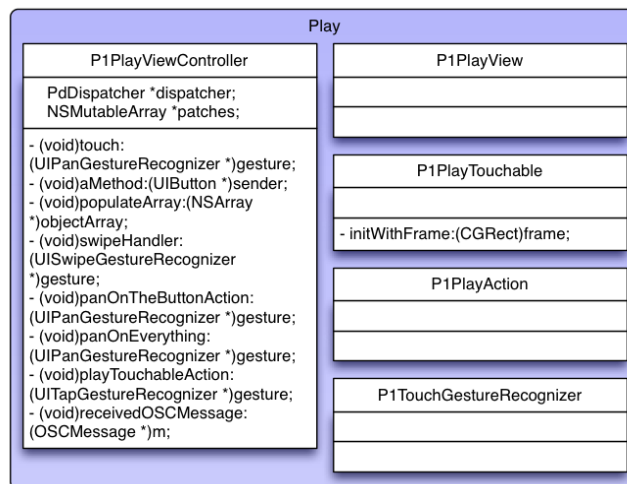 Play
P1PlayViewController
PdDispatcher *dispatcher;
NSMutableArray *patches;
- (void)touch:
(UIPanGestureRecognizer *)gesture;
- (void)aMethod:(UIButton *)sender;
- (void)populateArray:(NSArray
*)objectArray;
- (void)swipeHandler:
(UISwipeGestureRecognizer
*)gesture;
- (void)panOnTheButtonAction:
(UIPanGestureRecognizer *)gesture;
- (void)panOnEverything:
(UIPanGestureRecognizer *)gesture;
- (void)playTouchableAction:
(UITapGestureRecognizer *)gesture;
- (void)receivedOSCMessage:
(OSCMessage *)m;
P1PlayView
P1PlayTouchable
- initWithFrame:(CGRect)frame;
P1PlayAction
P1TouchGestureRecognizer